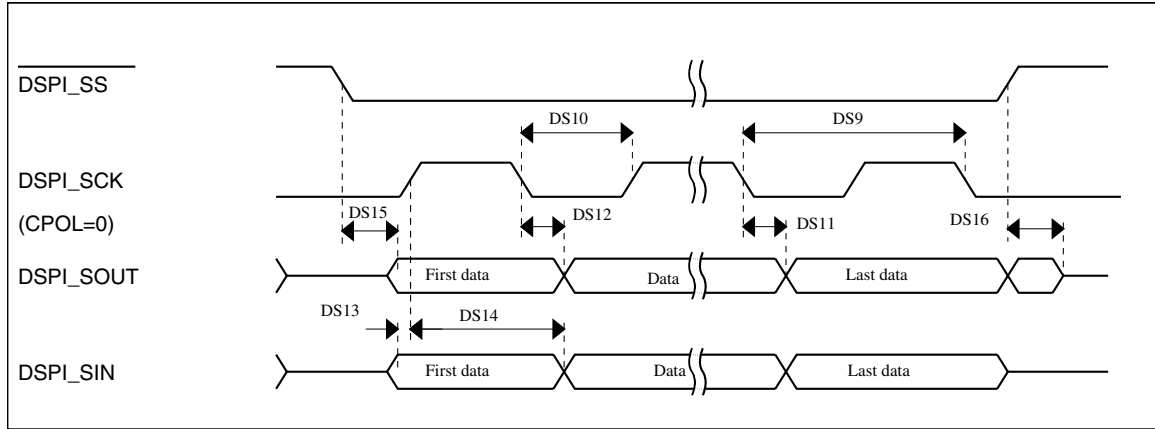 DSPI_SS
DS10
DS9
DSPI_SCK
(CPOL=0)
DS15
DS12
DS11
DS16
DSPI_SOUT
First data
Data
Last data
DS13
DS14
DSPI_SIN
First data
Data
Last data